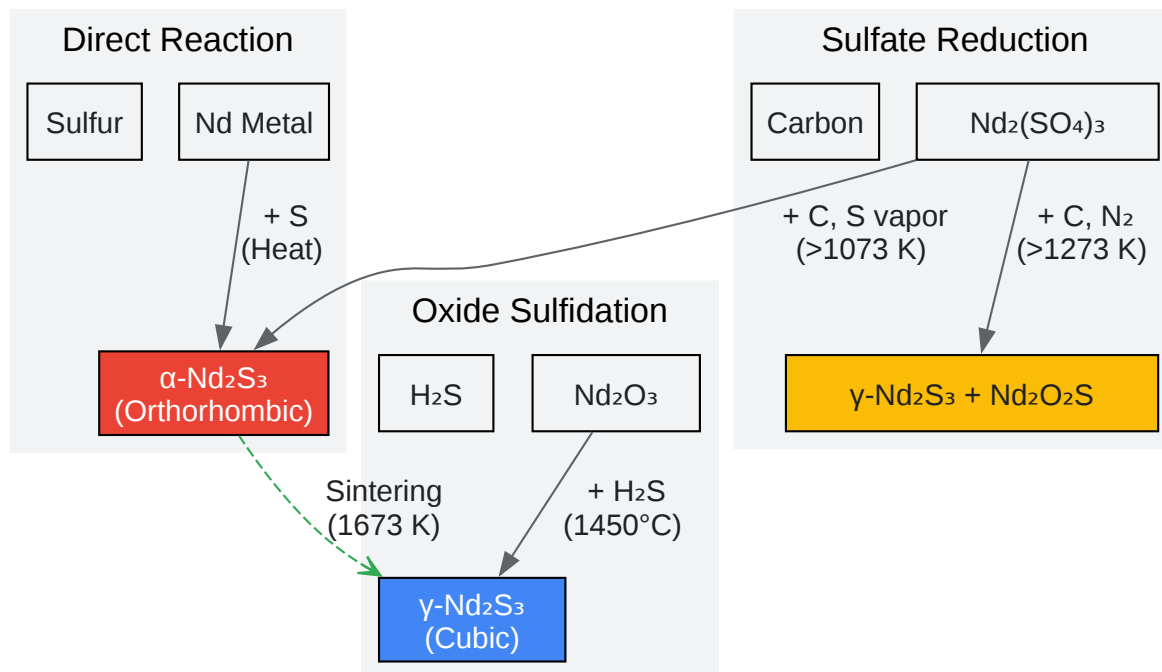 Direct Reaction
Sulfur
Nd Metal
+ S
(Heat)
α-Nd₂S₃
(Orthorhombic)
Sulfate Reduction
Carbon
Nd₂(SO₄)₃
+ C, S vapor
(>1073 K)
+ C, N₂
(>1273 K)
γ-Nd₂S₃ + Nd₂O₂S
Oxide Sulfidation
H₂S
Nd₂O₃
Sintering
(1673 K)
+ H₂S
(1450°C)
γ-Nd₂S₃
(Cubic)